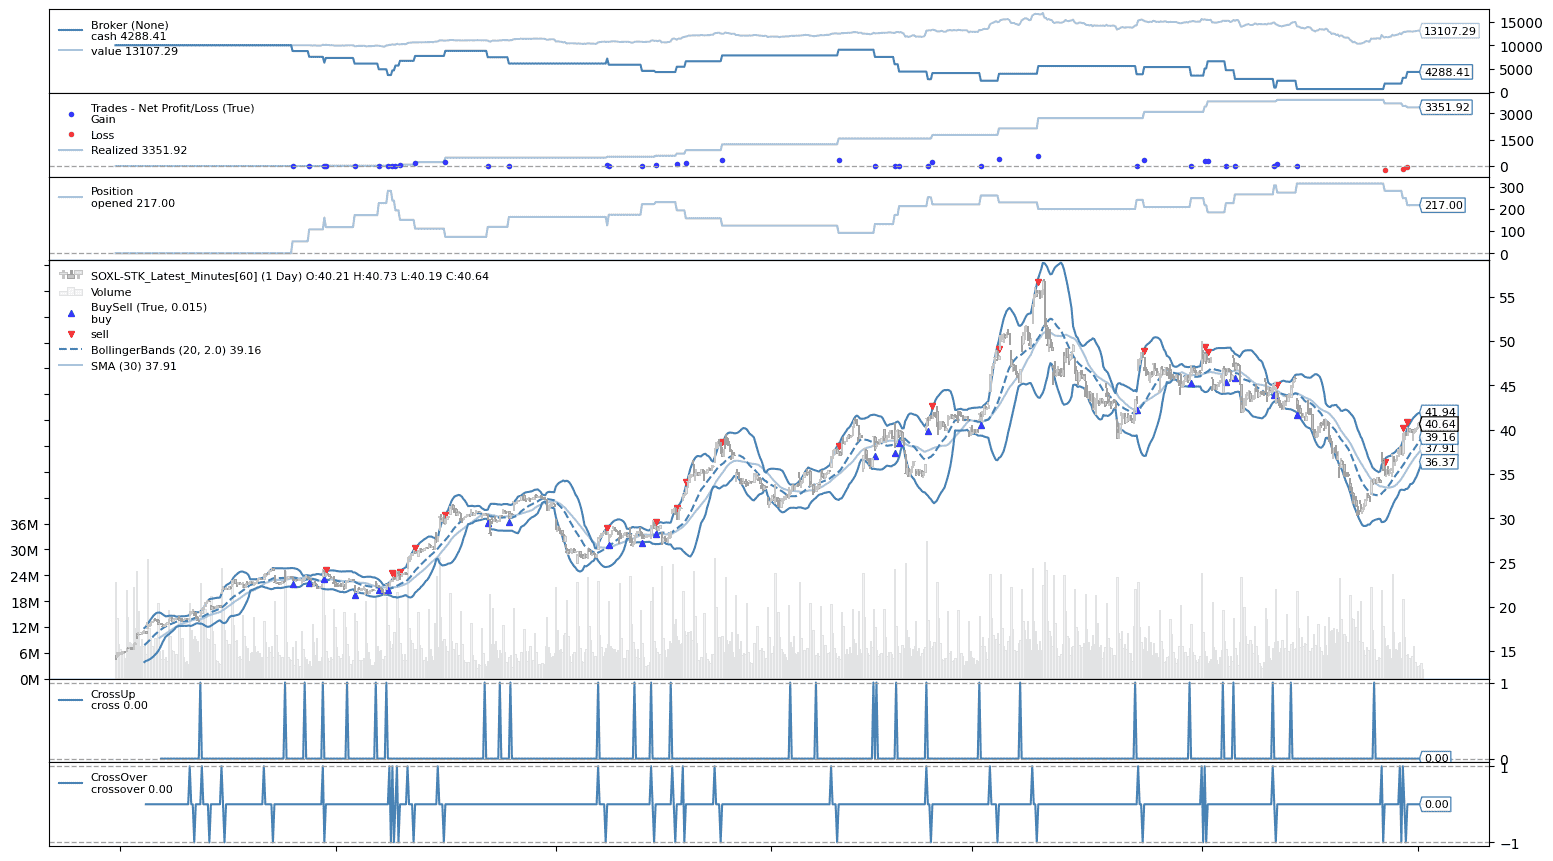 Broker (None)
cash 4288.41
value 13107.29
15000
13107.29
10000
5000
4288.41
0
Trades - Net Profit/Loss (True)
Gain
Loss
Realized 3351.92
3351.92
3000
1500
0
Position
opened 217.00
300
217.00
200
100
0
SOXL-STK_Latest_Minutes[60] (1 Day) O:40.21 H:40.73 L:40.19 C:40.64
Volume
BuySell (True, 0.015)
buy
sell
BollingerBands (20, 2.0) 39.16
SMA (30) 37.91
55
50
45
41.94
40.64
40
39.16
37.91
36.37
35
30
25
20
15
36M
30M
24M
18M
12M
6M
0M
CrossUp
cross 0.00
1
0.00
0
CrossOver
crossover 0.00
1
0.00
−1